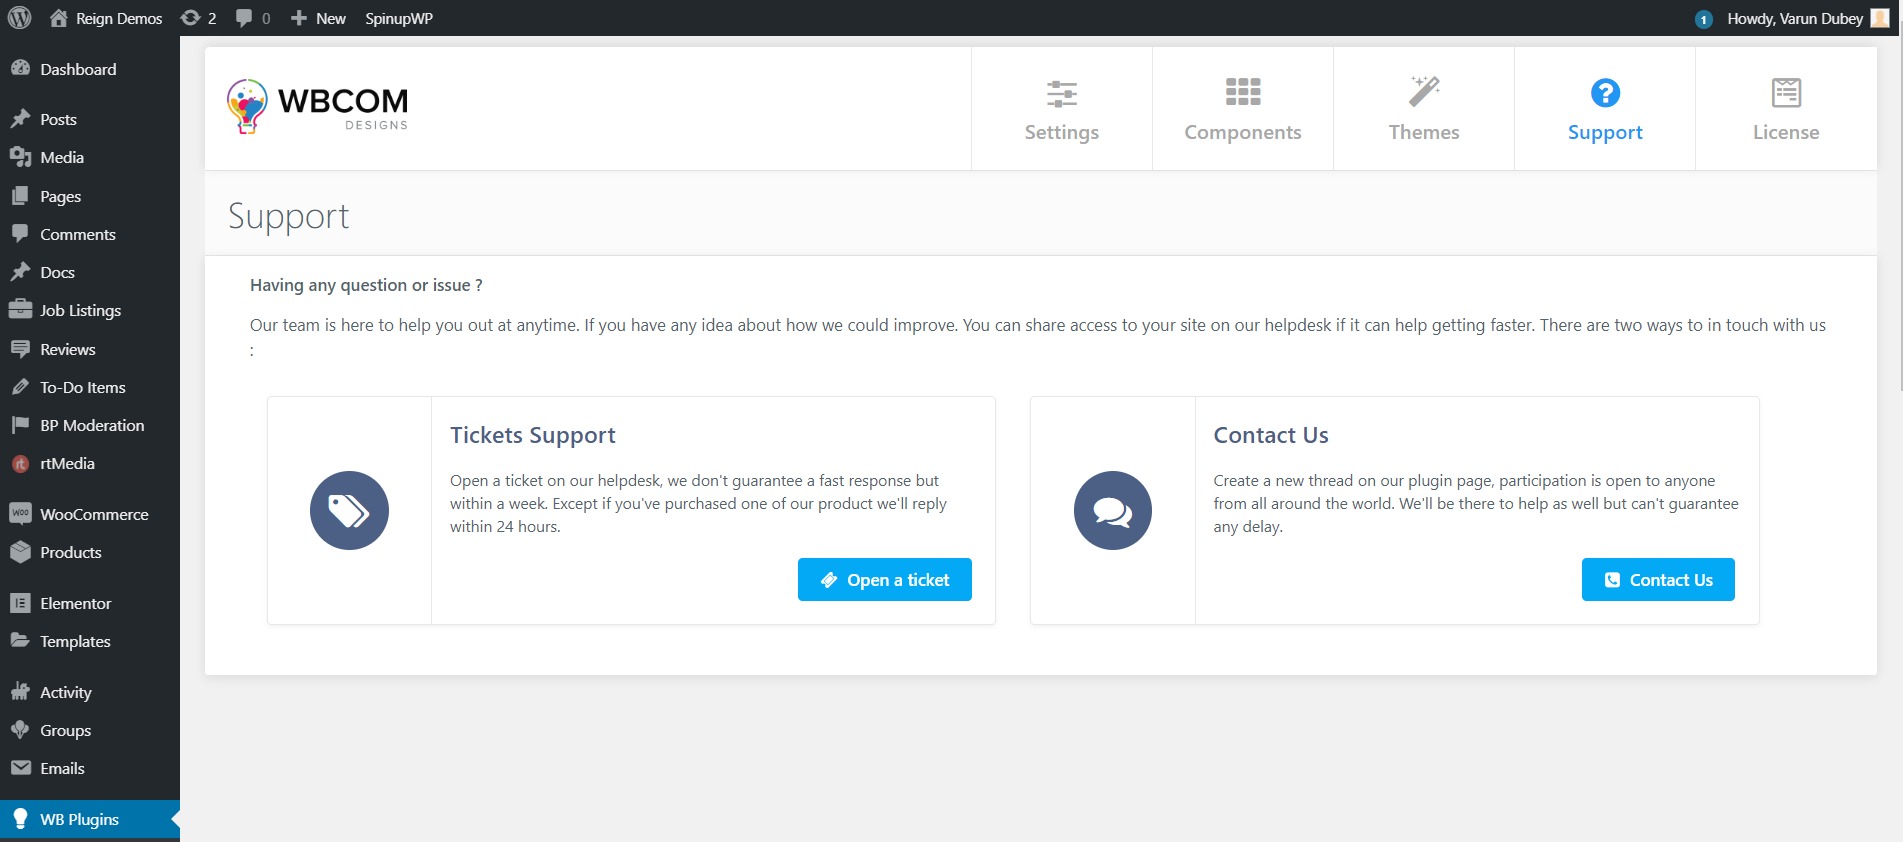 Reign Demos 2 0 New SpinupWP 1 Howdy, Varun Dubey
Dashboard
Posts
Media
Pages
Comments
Docs
Job Listings
Reviews
To-Do Items
BP Moderation
rt rtMedia
Woo WooCommerce
Products
Elementor
Templates
Activity
Groups
Emails
WB Plugins
WBCOM
DESIGNS
Settings
Components
Themes
? Support
License
Support
Having any question or issue ?
Our team is here to help you out at anytime. If you have any idea about how we could improve. You can share access to your site on our helpdesk if it can help getting faster. There are two ways to in touch with us
:
Tickets Support
Open a ticket on our helpdesk, we don't guarantee a fast response but
within a week. Except if you've purchased one of our product we'll reply
within 24 hours.
Open a ticket
Contact Us
Create a new thread on our plugin page, participation is open to anyone
from all around the world. We'll be there to help as well but can't guarantee
any delay.
Contact Us